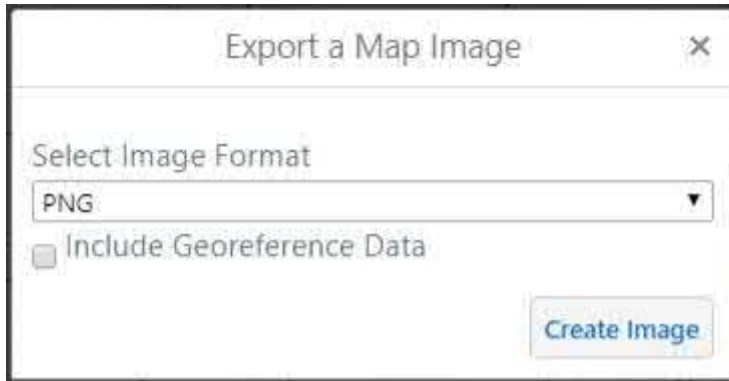 Export a Map Image ×
Select Image Format
PNG
Include Georeference Data
Create Image